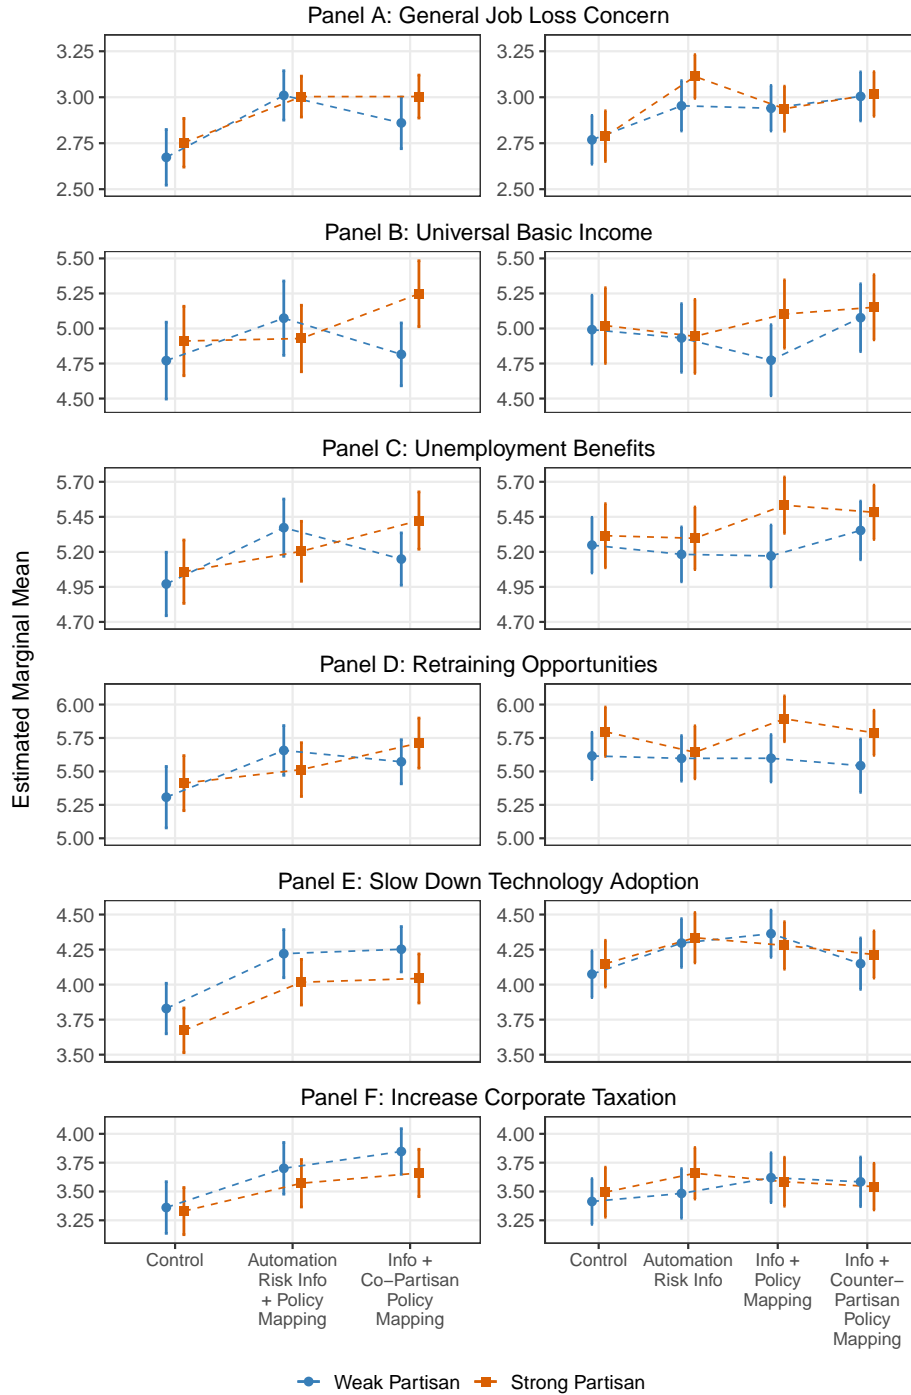 Panel A: General Job Loss Concern
3.25
3.00
2.75
2.50
3.25
3.00
2.75
2.50
Panel B: Universal Basic Income
5.50
5.25
5.00
4.75
4.50
5.50
5.25
5.00
4.75
4.50
Panel C: Unemployment Benefits
5.70
5.45
5.20
4.95
4.70
5.70
5.45
5.20
4.95
4.70
Panel D: Retraining Opportunities
6.00
5.75
5.50
5.25
5.00
6.00
5.75
5.50
5.25
5.00
Panel E: Slow Down Technology Adoption
4.50
4.25
4.00
3.75
3.50
4.50
4.25
4.00
3.75
3.50
Panel F: Increase Corporate Taxation
4.00
3.75
3.50
3.25
4.00
3.75
3.50
3.25
Estimated Marginal Mean
Control
Automation
Risk Info
+ Policy
Mapping
Info +
Co−Partisan
Policy
Mapping
Control
Automation
Risk Info
Info +
Policy
Mapping
Info +
Counter−
Partisan
Policy
Mapping
Weak Partisan
Strong Partisan